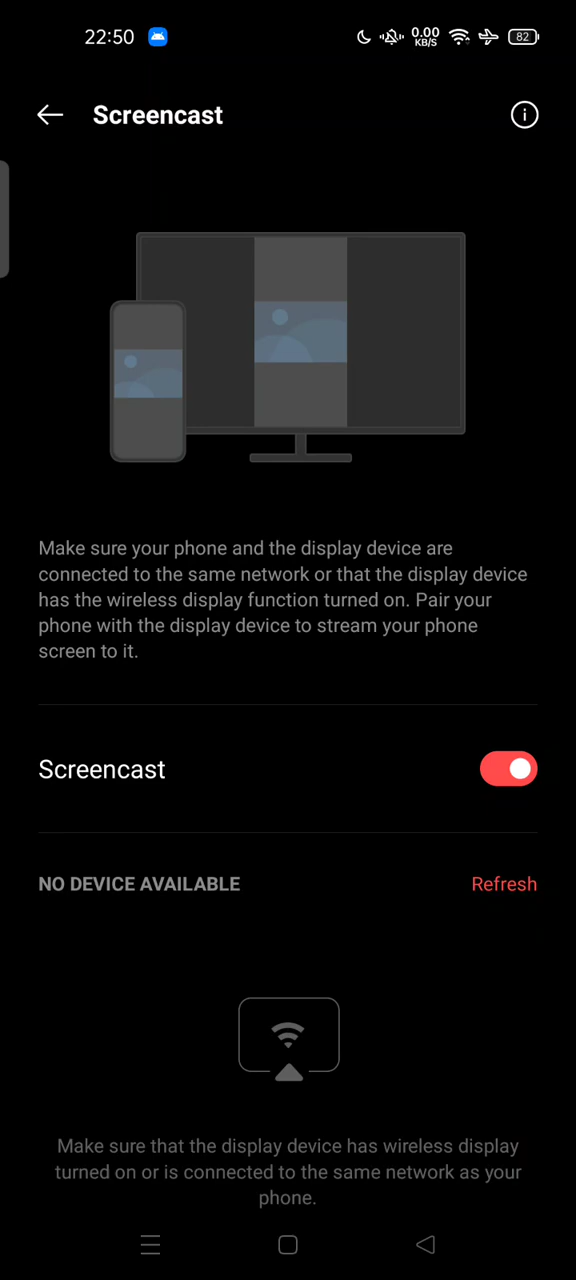 22:50
0.00
KB/S
82
Screencast
Make sure your phone and the display device are
connected to the same network or that the display device
has the wireless display function turned on. Pair your
phone with the display device to stream your phone
screen to it.
Screencast
NO DEVICE AVAILABLE
Refresh
Make sure that the display device has wireless display
turned on or is connected to the same network as your
phone.